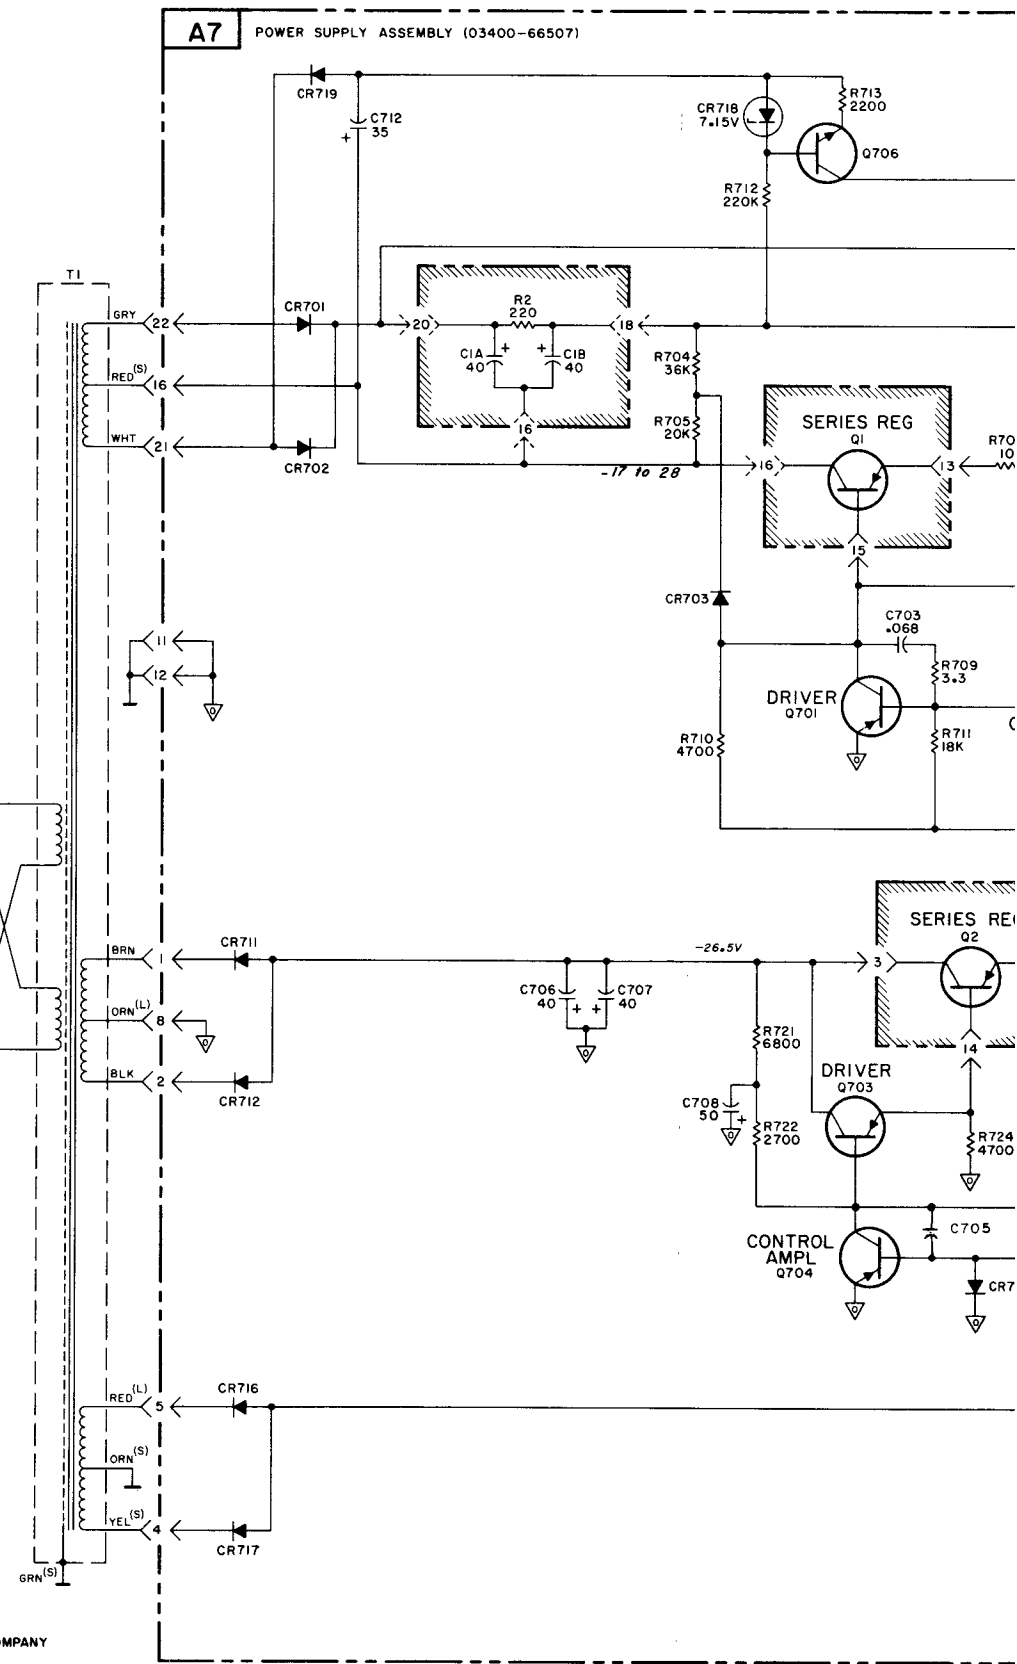 A7 POWER SUPPLY ASSEMBLY (03400-66507)
CR719
C712
35
+
CR718
7.15V
R713
2200
Q706
R712
220K
T1
GRY
22
CR701
20
R2
220
18
C1A
40
+
+
C1B
40
RED(S)
16
16
R704
36K
R705
20K
WHT
21
CR702
-17 to 28
SERIES REG
Q1
16
13
15
R70
10
CR703
C703
.068
R709
3.3
11
12
DRIVER
Q701
R710
4700
R711
18K
BRN
1
CR711
-26.5V
3
SERIES RE
Q2
14
C706
40
+
+
C707
40
ORN(L)
8
R721
6800
BLK
2
CR712
DRIVER
Q703
C708
50
+
R722
2700
R724
4700
C705
CONTROL
AMPL
Q704
CR7
RED(L)
5
CR716
ORN(S)
YEL(S)
4
CR717
GRN(S)
OMPANY